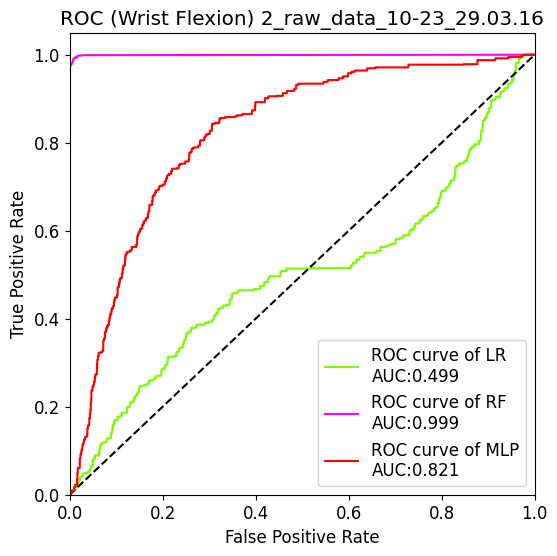 ROC (Wrist Flexion) 2_raw_data_10-23_29.03.16
True Positive Rate
1.0
0.8
0.6
0.4
0.2
0.0
ROC curve of LR
AUC:0.499
ROC curve of RF
AUC:0.999
ROC curve of MLP
AUC:0.821
0.0 0.2 0.4 0.6 0.8 1.0
False Positive Rate